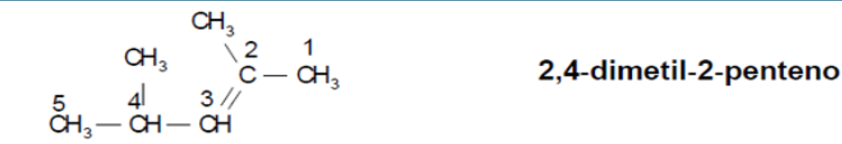 CH3
2 1
CH3
C — CH3
2,4-dimetil-2-penteno
5 4 3
CH3 — CH — CH